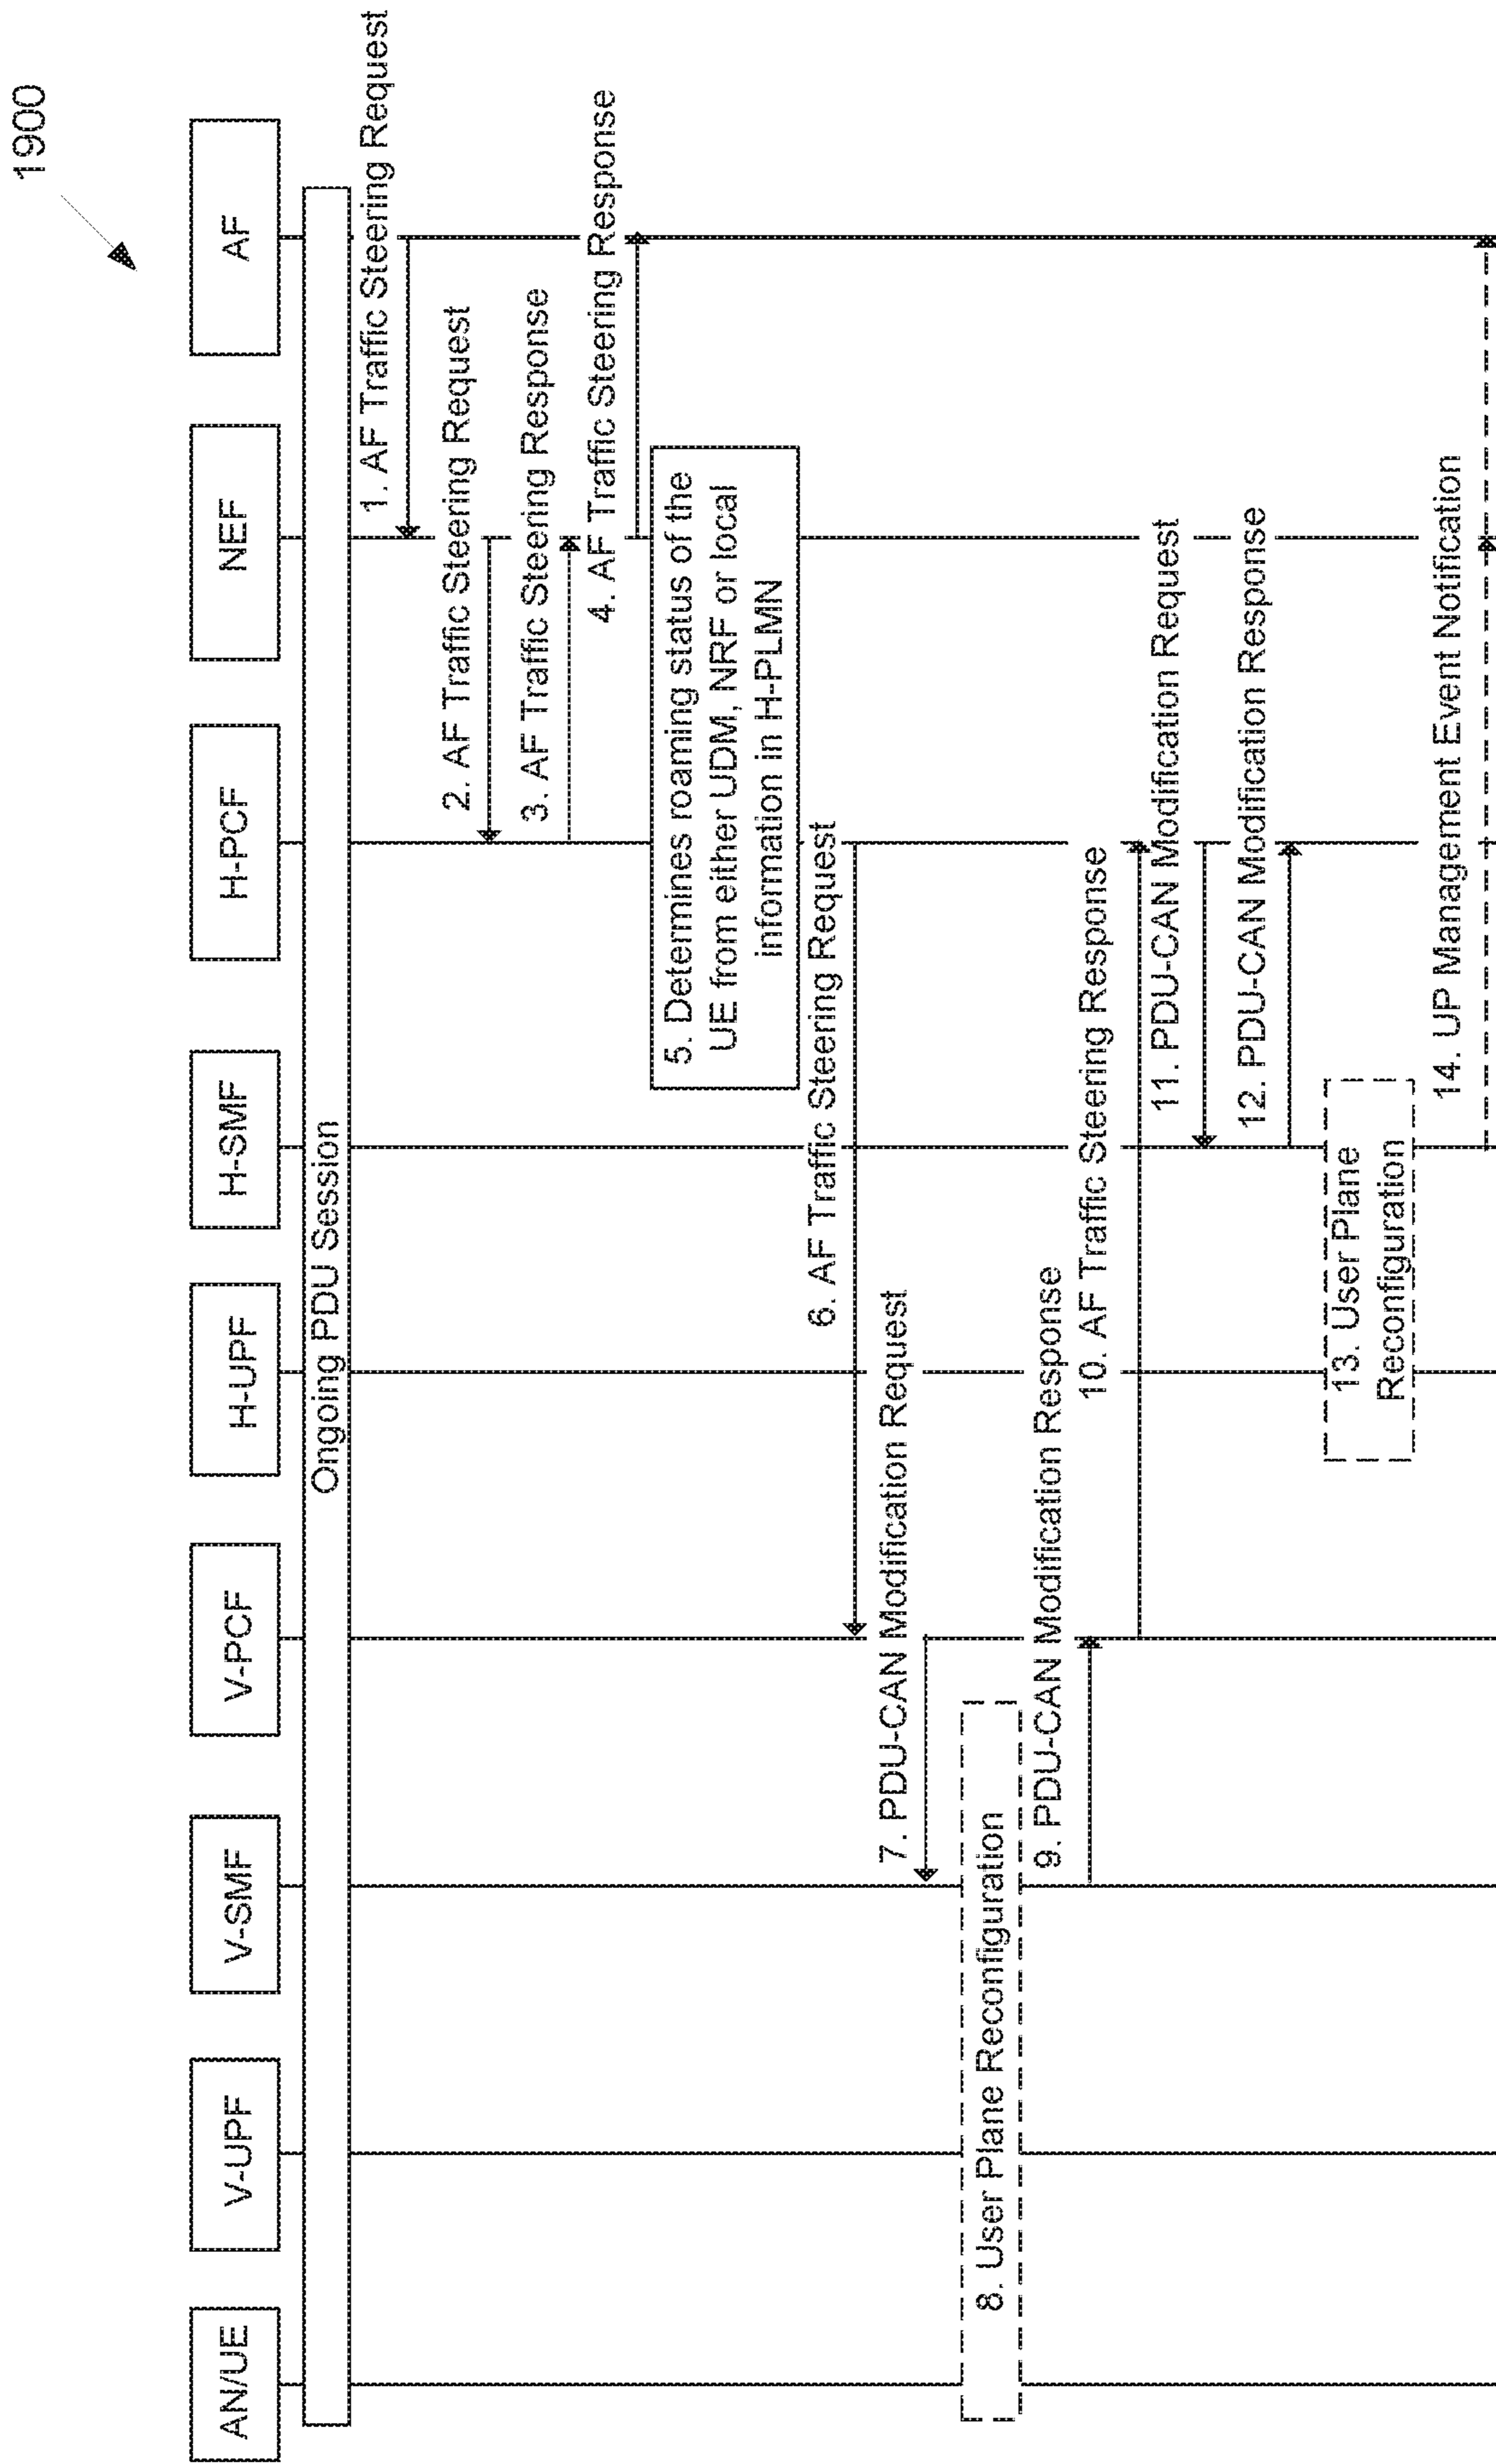 1900
AN/UE
V-UPF
V-SMF
V-PCF
H-UPF
H-SMF
H-PCF
NEF
AF
Ongoing PDU Session
1. AF Traffic Steering Request
2. AF Traffic Steering Request
3. AF Traffic Steering Response
4. AF Traffic Steering Response
5. Determines roaming status of the
UE from either UDM, NRF or local
information in H-PLMN
6. AF Traffic Steering Request
7. PDU-CAN Modification Request
8. User Plane Reconfiguration
9. PDU-CAN Modification Response
10. AF Traffic Steering Response
11. PDU-CAN Modification Request
12. PDU-CAN Modification Response
13. User Plane
Reconfiguration
14. UP Management Event Notification